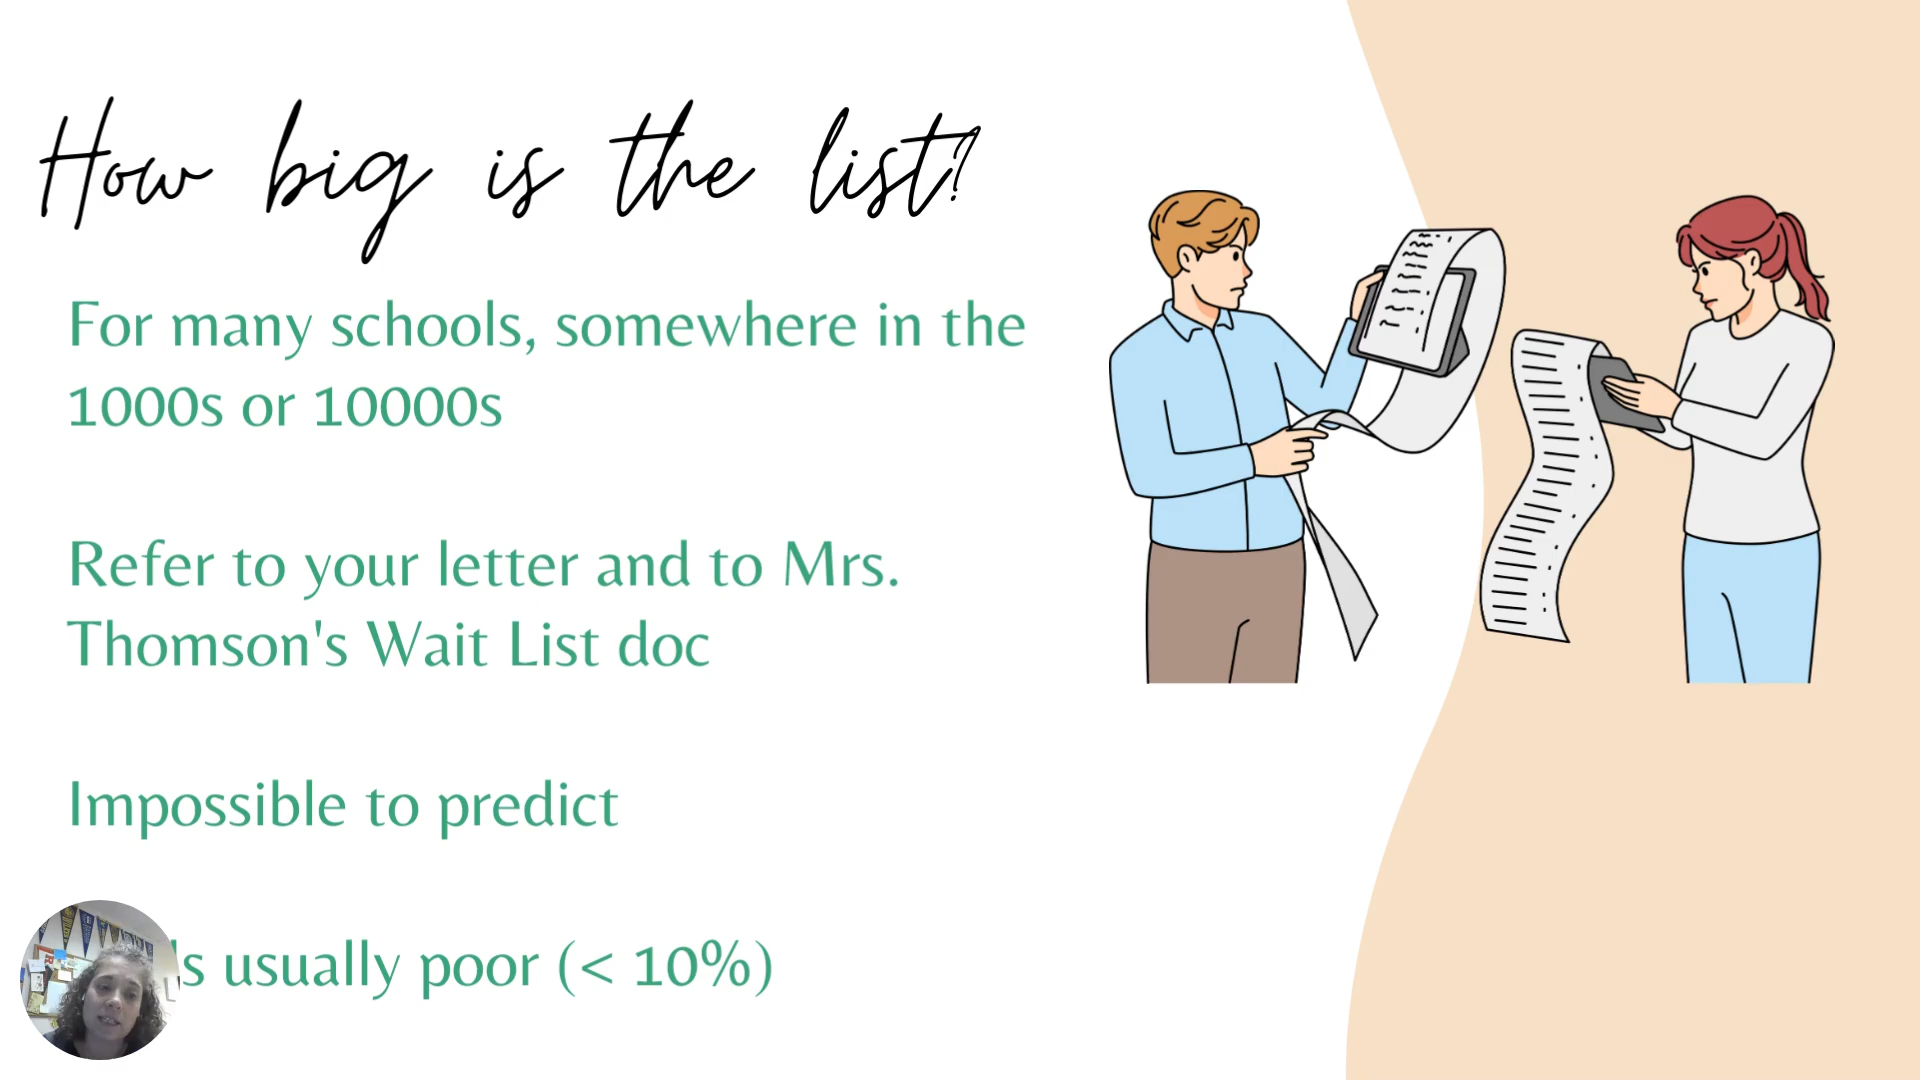 How big is the list?
For many schools, somewhere in the
1000s or 10000s
Refer to your letter and to Mrs.
Thomson's Wait List doc
Impossible to predict
usually poor (< 10%)